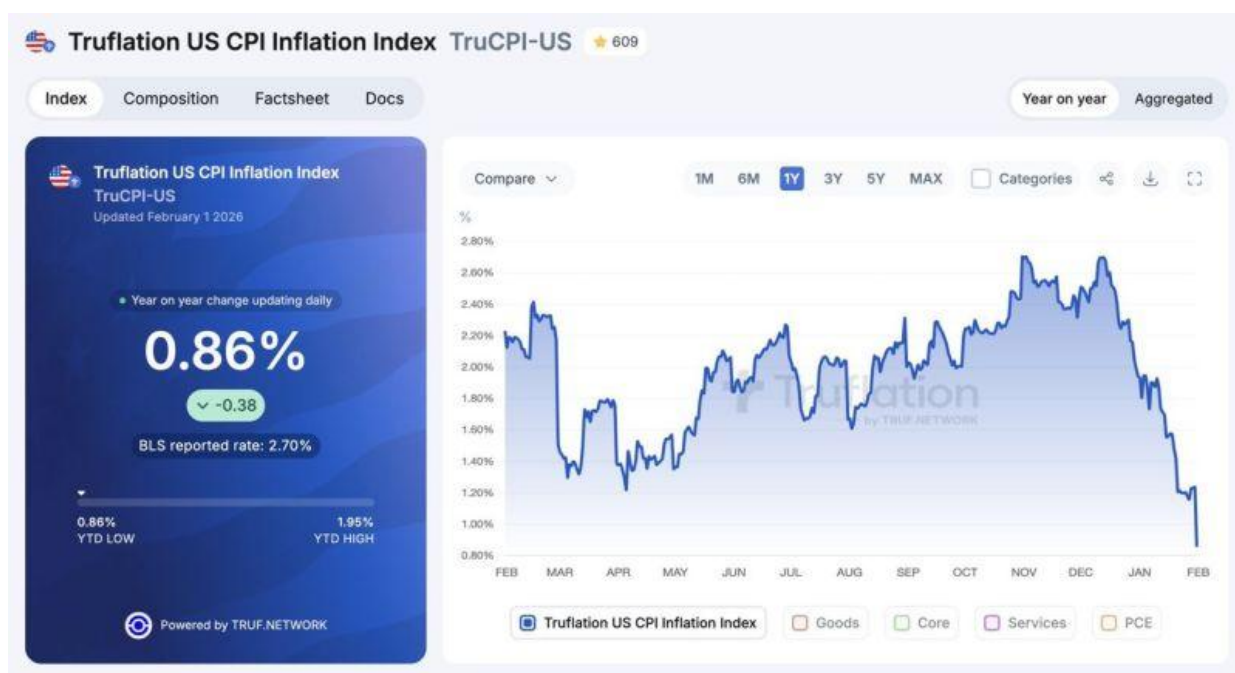 Truflation US CPI Inflation Index TruCPI-US 609
Index Composition Factsheet Docs
Year on year Aggregated
Truflation US CPI Inflation Index
TruCPI-US
Updated February 1 2026
Year on year change updating daily
0.86%
-0.38
BLS reported rate: 2.70%
0.86% 1.95%
YTD LOW YTD HIGH
Powered by TRUF.NETWORK
Compare 1M 6M 1Y 3Y 5Y MAX Categories
%
2.80%
2.60%
2.40%
2.20%
2.00%
1.80%
1.60%
1.40%
1.20%
1.00%
0.80%
Truflation
by TRUF.NETWORK
FEB MAR APR MAY JUN JUL AUG SEP OCT NOV DEC JAN FEB
Truflation US CPI Inflation Index Goods Core Services PCE